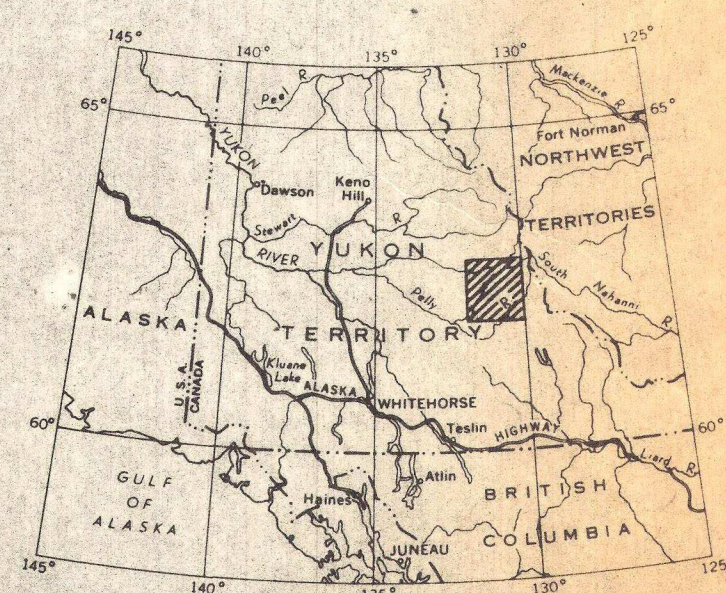 145°
140°
135°
130°
125°
65°
Peel R
Mackenzie R
65°
YUKON
Fort Norman
NORTHWEST
Dawson
Keno
Hill
Stewart R
TERRITORIES
YUKON
RIVER
South Nahanni R
Pelly R
ALASKA
TERRITORY
U.S.A.
CANADA
Kluane
Lake
ALASKA
WHITEHORSE
60°
Teslin
HIGHWAY
60°
Liard R
Atlin
GULF
OF
ALASKA
Haines
BRITISH
COLUMBIA
JUNEAU
145°
140°
135°
130°
125